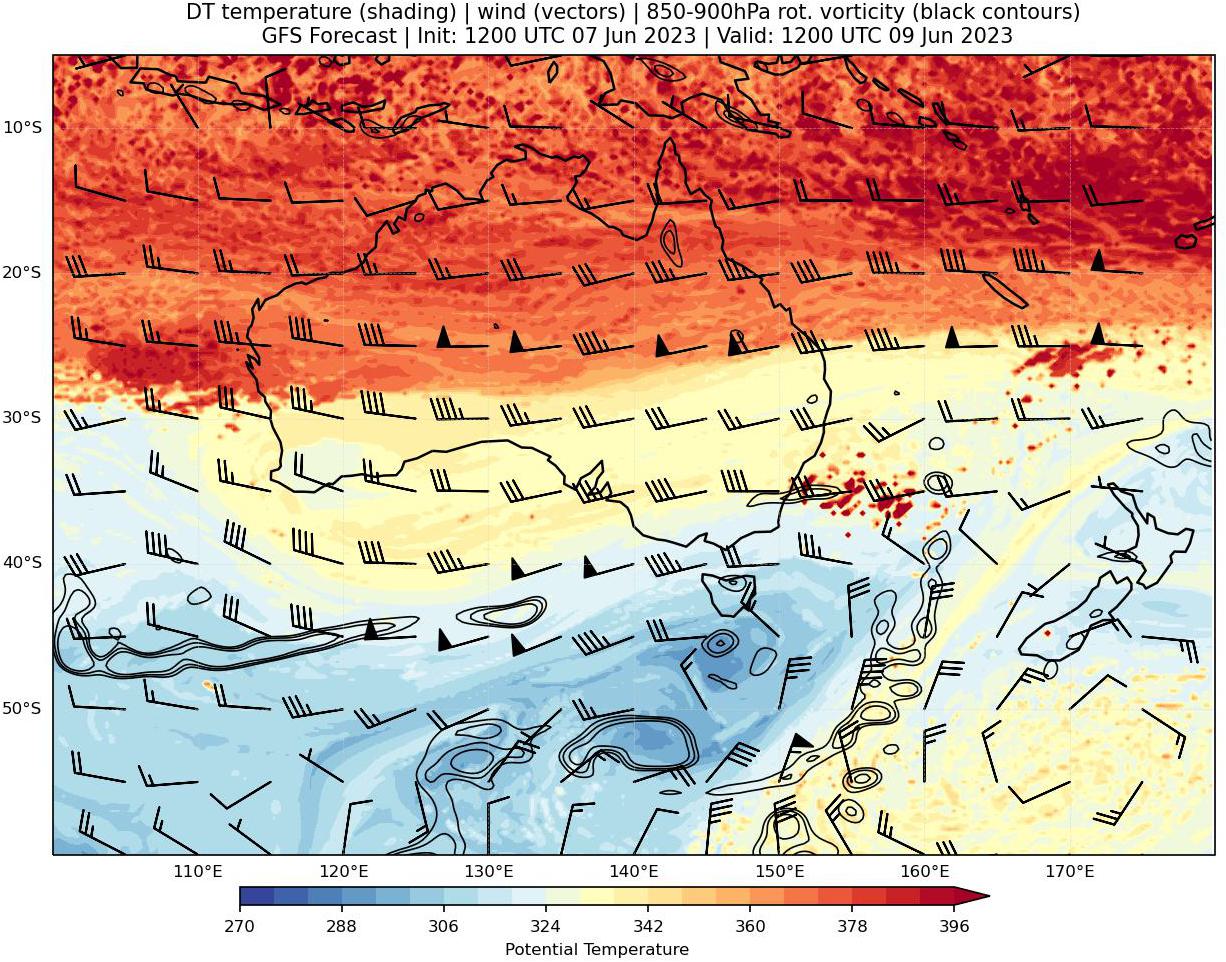 DT temperature (shading) | wind (vectors) | 850-900hPa rot. vorticity (black contours)
GFS Forecast | Init: 1200 UTC 07 Jun 2023 | Valid: 1200 UTC 09 Jun 2023
10°S
20°S
30°S
40°S
50°S
110°E 120°E 130°E 140°E 150°E 160°E 170°E
270 288 306 324 342 360 378 396
Potential Temperature